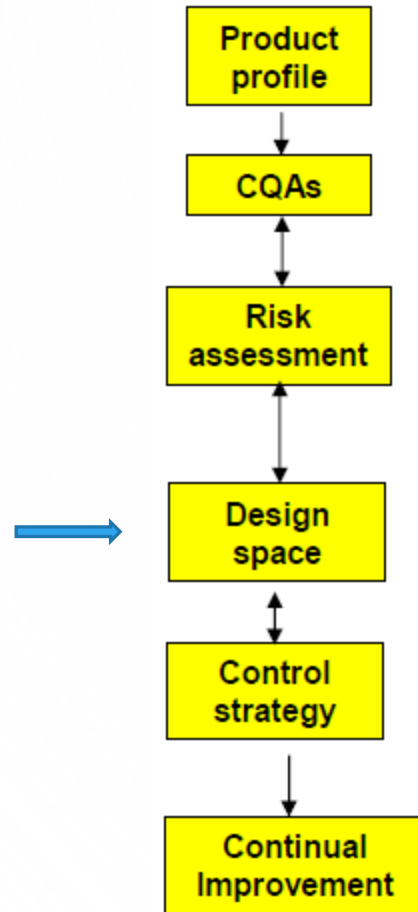 Product
profile
CQAs
Risk
assessment
Design
space
Control
strategy
Continual
Improvement